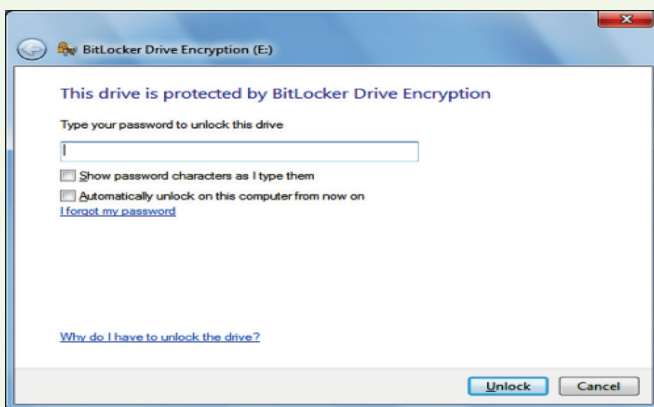 BitLocker Drive Encryption (E:)
This drive is protected by BitLocker Drive Encryption
Type your password to unlock this drive
Show password characters as I type them
Automatically unlock on this computer from now on
I forgot my password
Why do I have to unlock the drive?
Unlock Cancel